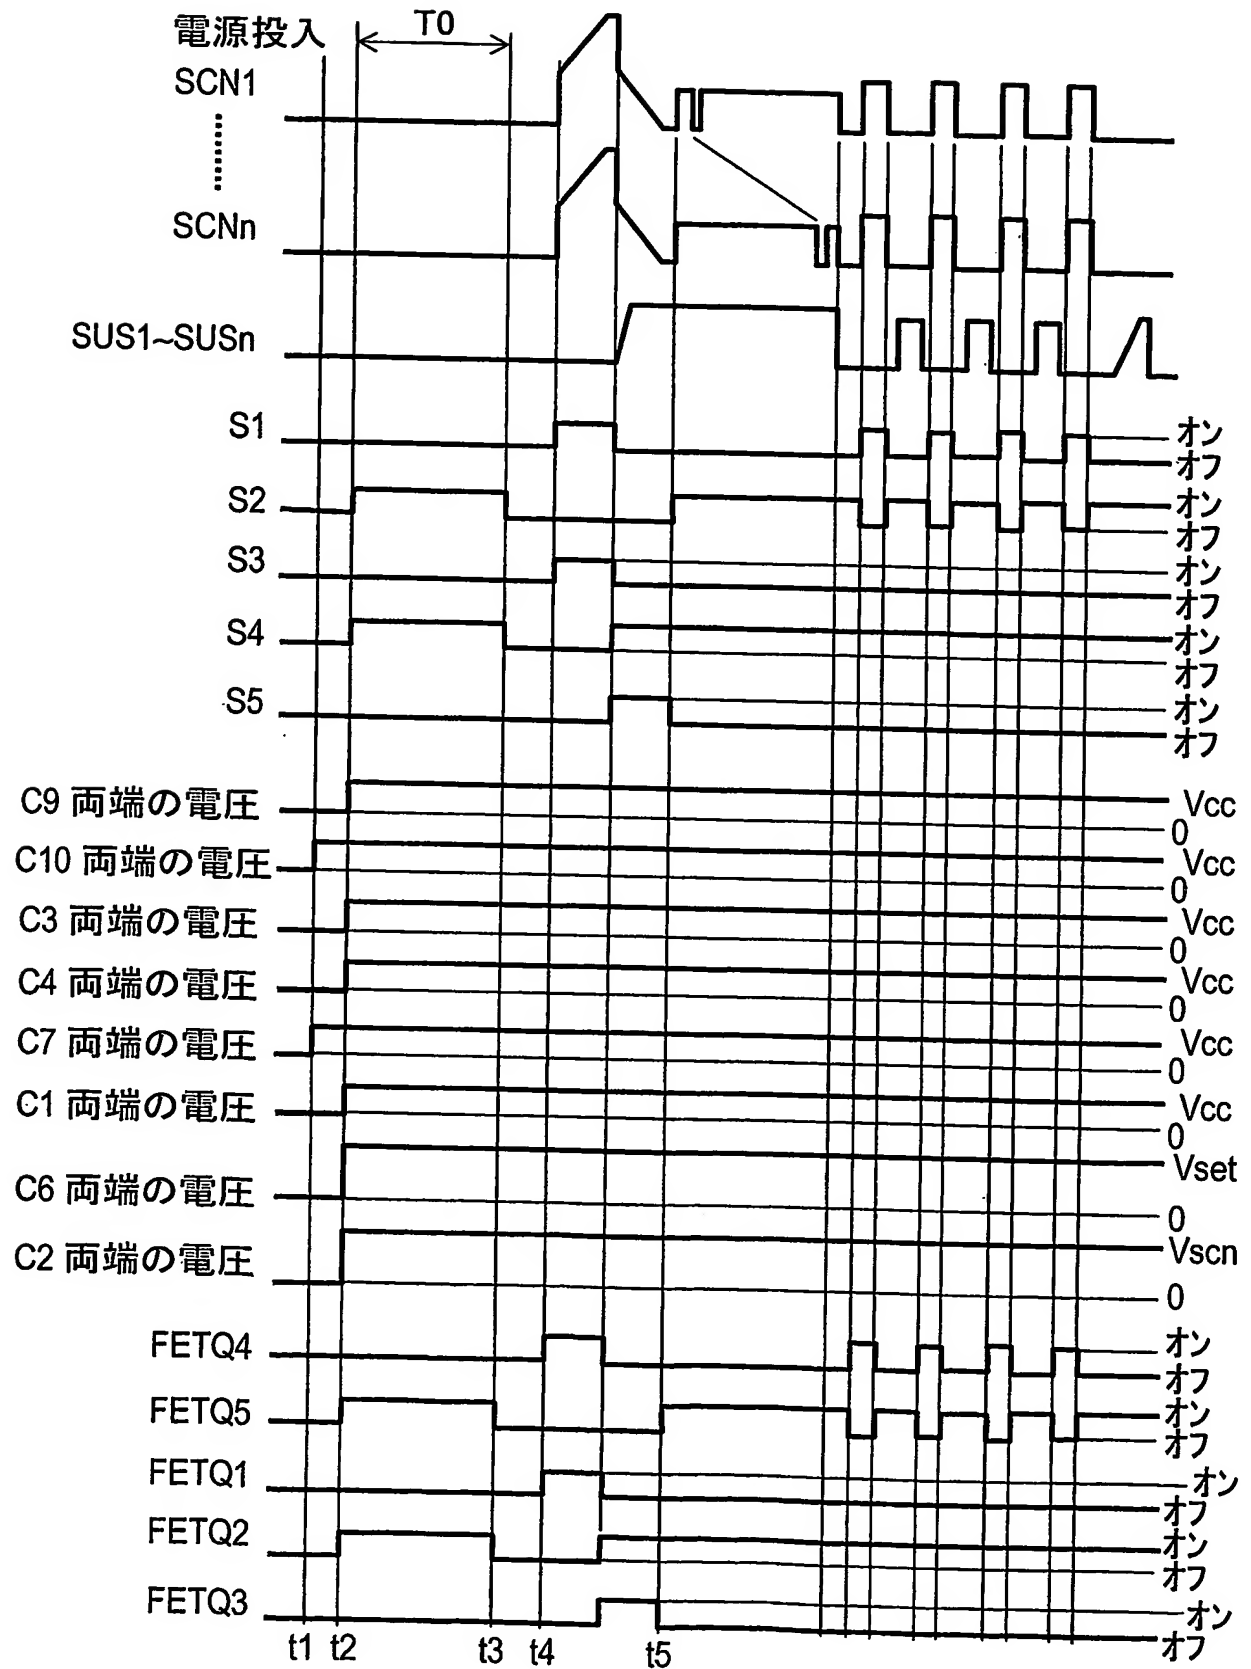 電源投入
T0
SCN1
SCNn
SUS1~SUSn
S1
オン
オフ
S2
オン
オフ
S3
オン
オフ
S4
オン
オフ
S5
オン
オフ
C9 両端の電圧
Vcc
0
C10 両端の電圧
Vcc
0
C3 両端の電圧
Vcc
0
C4 両端の電圧
Vcc
0
C7 両端の電圧
Vcc
0
C1 両端の電圧
Vcc
0
C6 両端の電圧
Vset
0
C2 両端の電圧
Vscn
0
FETQ4
オン
オフ
FETQ5
オン
オフ
FETQ1
オン
オフ
FETQ2
オン
オフ
FETQ3
オン
オフ
t1 t2 t3 t4 t5